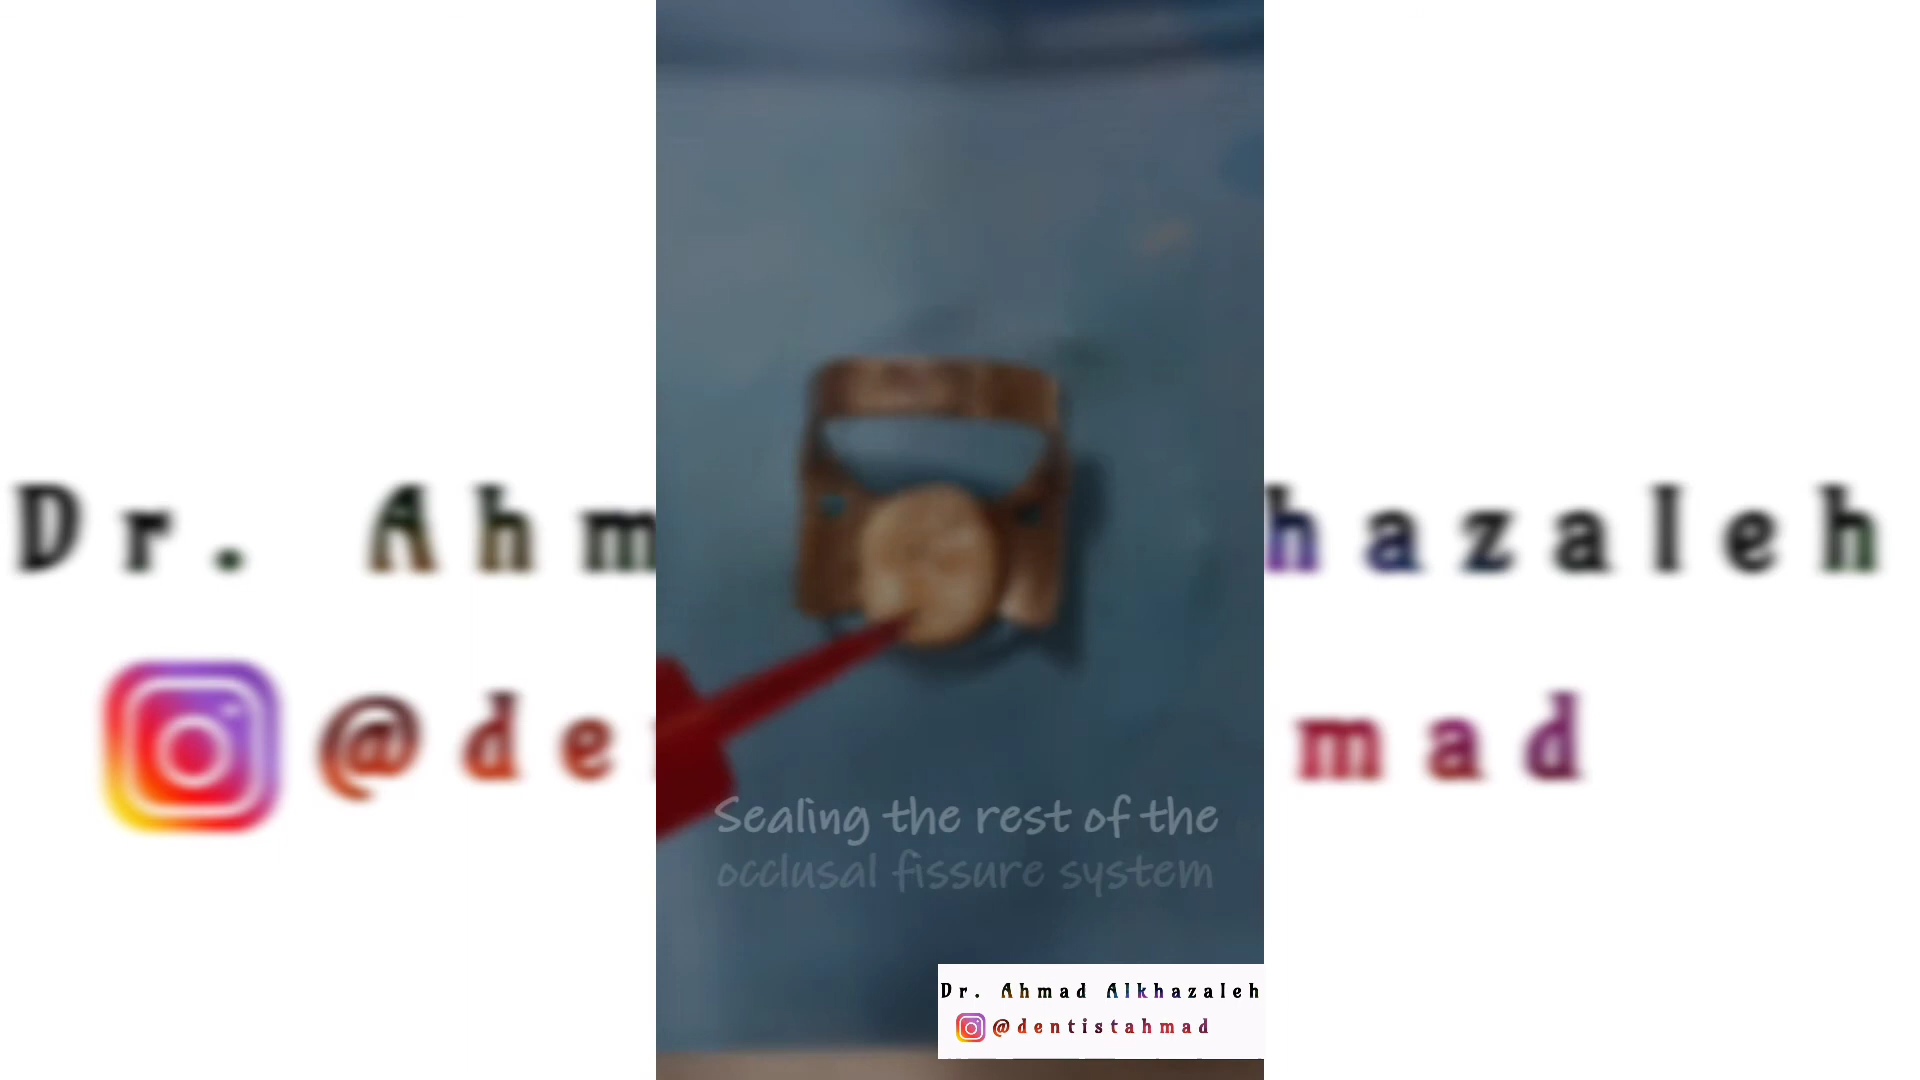 Dr. Ahm hazaleh
@de mad
Sealing the rest of the
occlusal fissure system
Dr. Ahmad Alkhazaleh
@dentistahmad